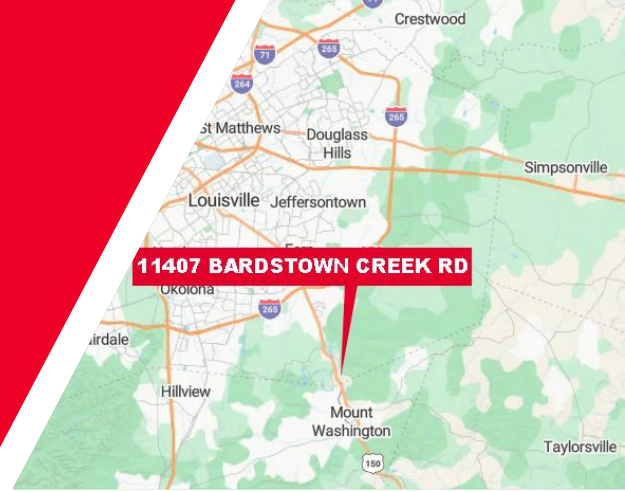 Crestwood
71
265
264
265
St Matthews
Douglass
Hills
Simpsonville
Louisville
Jeffersontown
11407 BARDSTOWN CREEK RD
Okolona
265
Hillview
Mount
Washington
Taylorsville
150